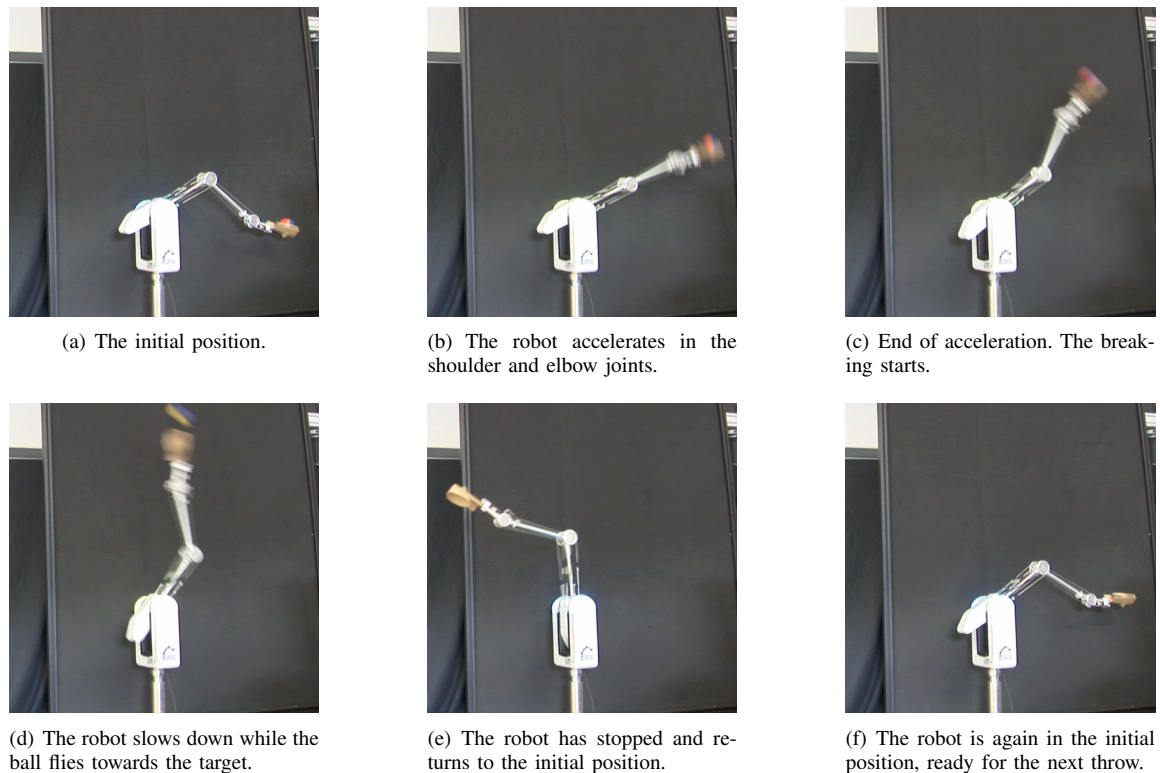 (a) The initial position.
(b) The robot accelerates in the
shoulder and elbow joints.
(c) End of acceleration. The break-
ing starts.
(d) The robot slows down while the
ball flies towards the target.
(e) The robot has stopped and re-
turns to the initial position.
(f) The robot is again in the initial
position, ready for the next throw.